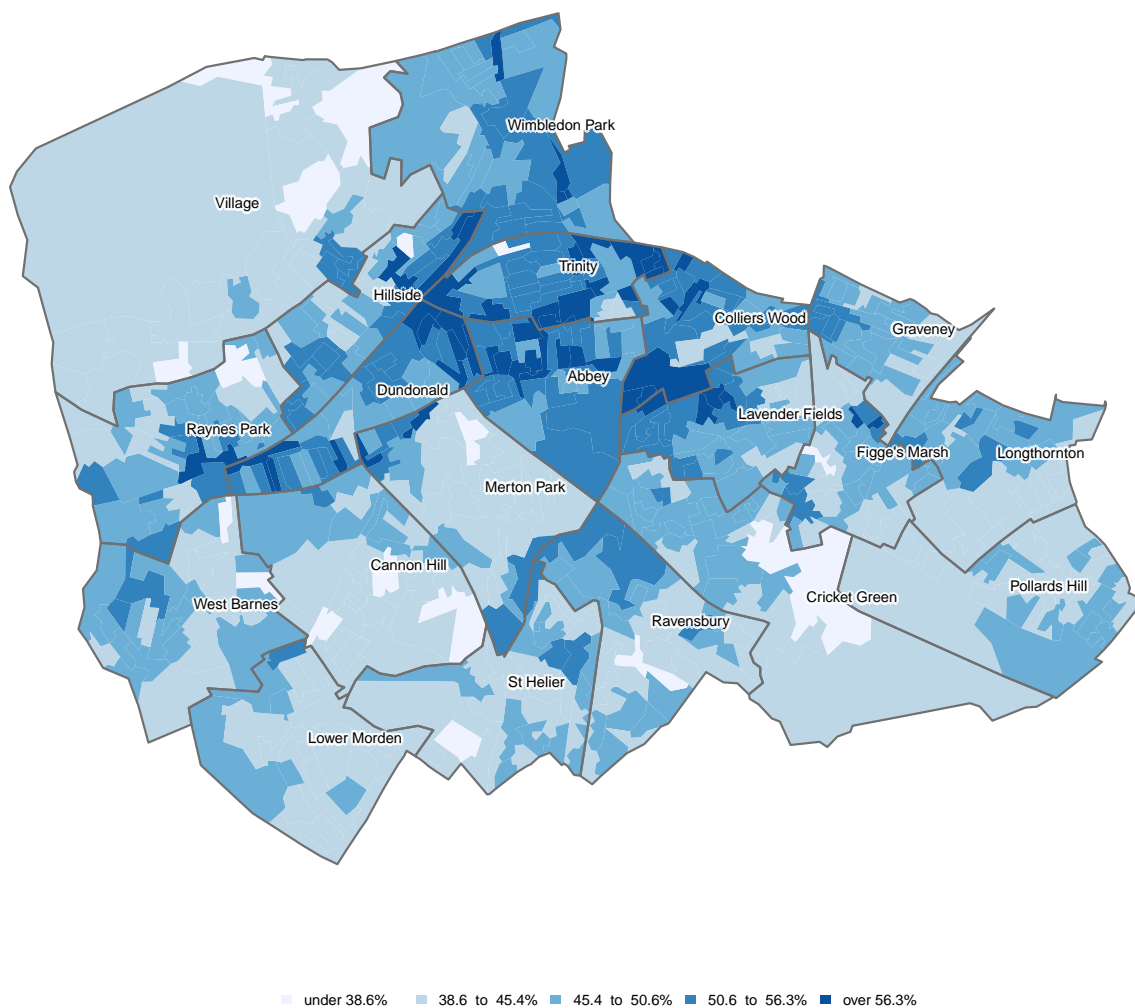 Wimbledon Park
Village
Trinity
Hillside
Colliers Wood
Graveney
Abbey
Dundonald
Lavender Fields
Raynes Park
Figge's Marsh
Longthornton
Merton Park
Cannon Hill
Pollards Hill
West Barnes
Cricket Green
Ravensbury
St Helier
Lower Morden
under 38.6% 38.6 to 45.4% 45.4 to 50.6% 50.6 to 56.3% over 56.3%